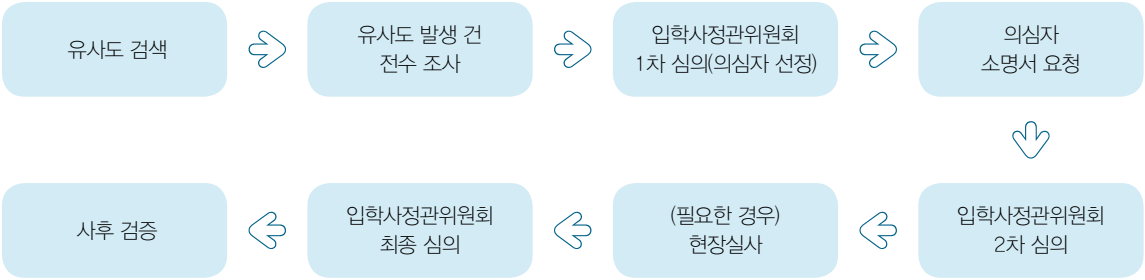 유사도 검색
유사도 발생 건
전수 조사
입학사정관위원회
1차 심의(의심자 선정)
의심자
소명서 요청
입학사정관위원회
2차 심의
(필요한 경우)
현장실사
입학사정관위원회
최종 심의
사후 검증